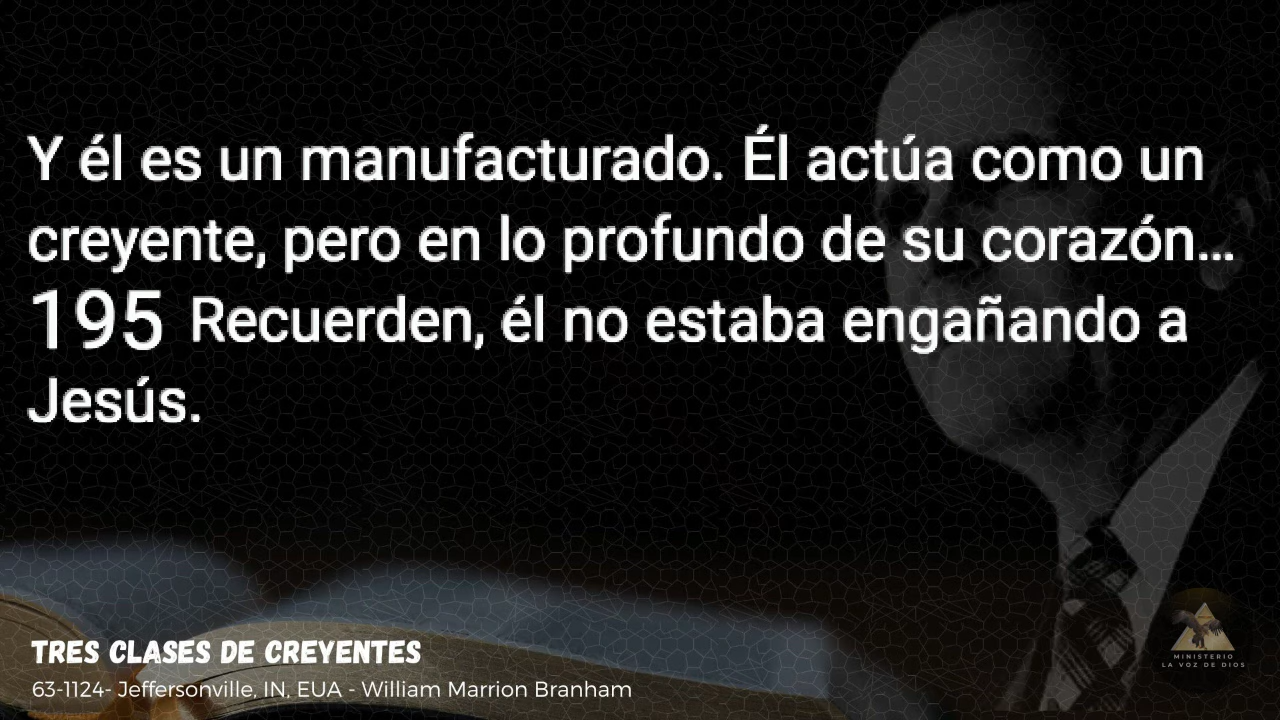 Y él es un manufacturado. Él actúa como un
creyente, pero en lo profundo de su corazón...
195 Recuerden, él no estaba engañando a
Jesús.
TRES CLASES DE CREYENTES
63-1124- Jeffersonville, IN, EUA - William Marrion Branham
MINISTERIO
LA VOZ DE DIOS